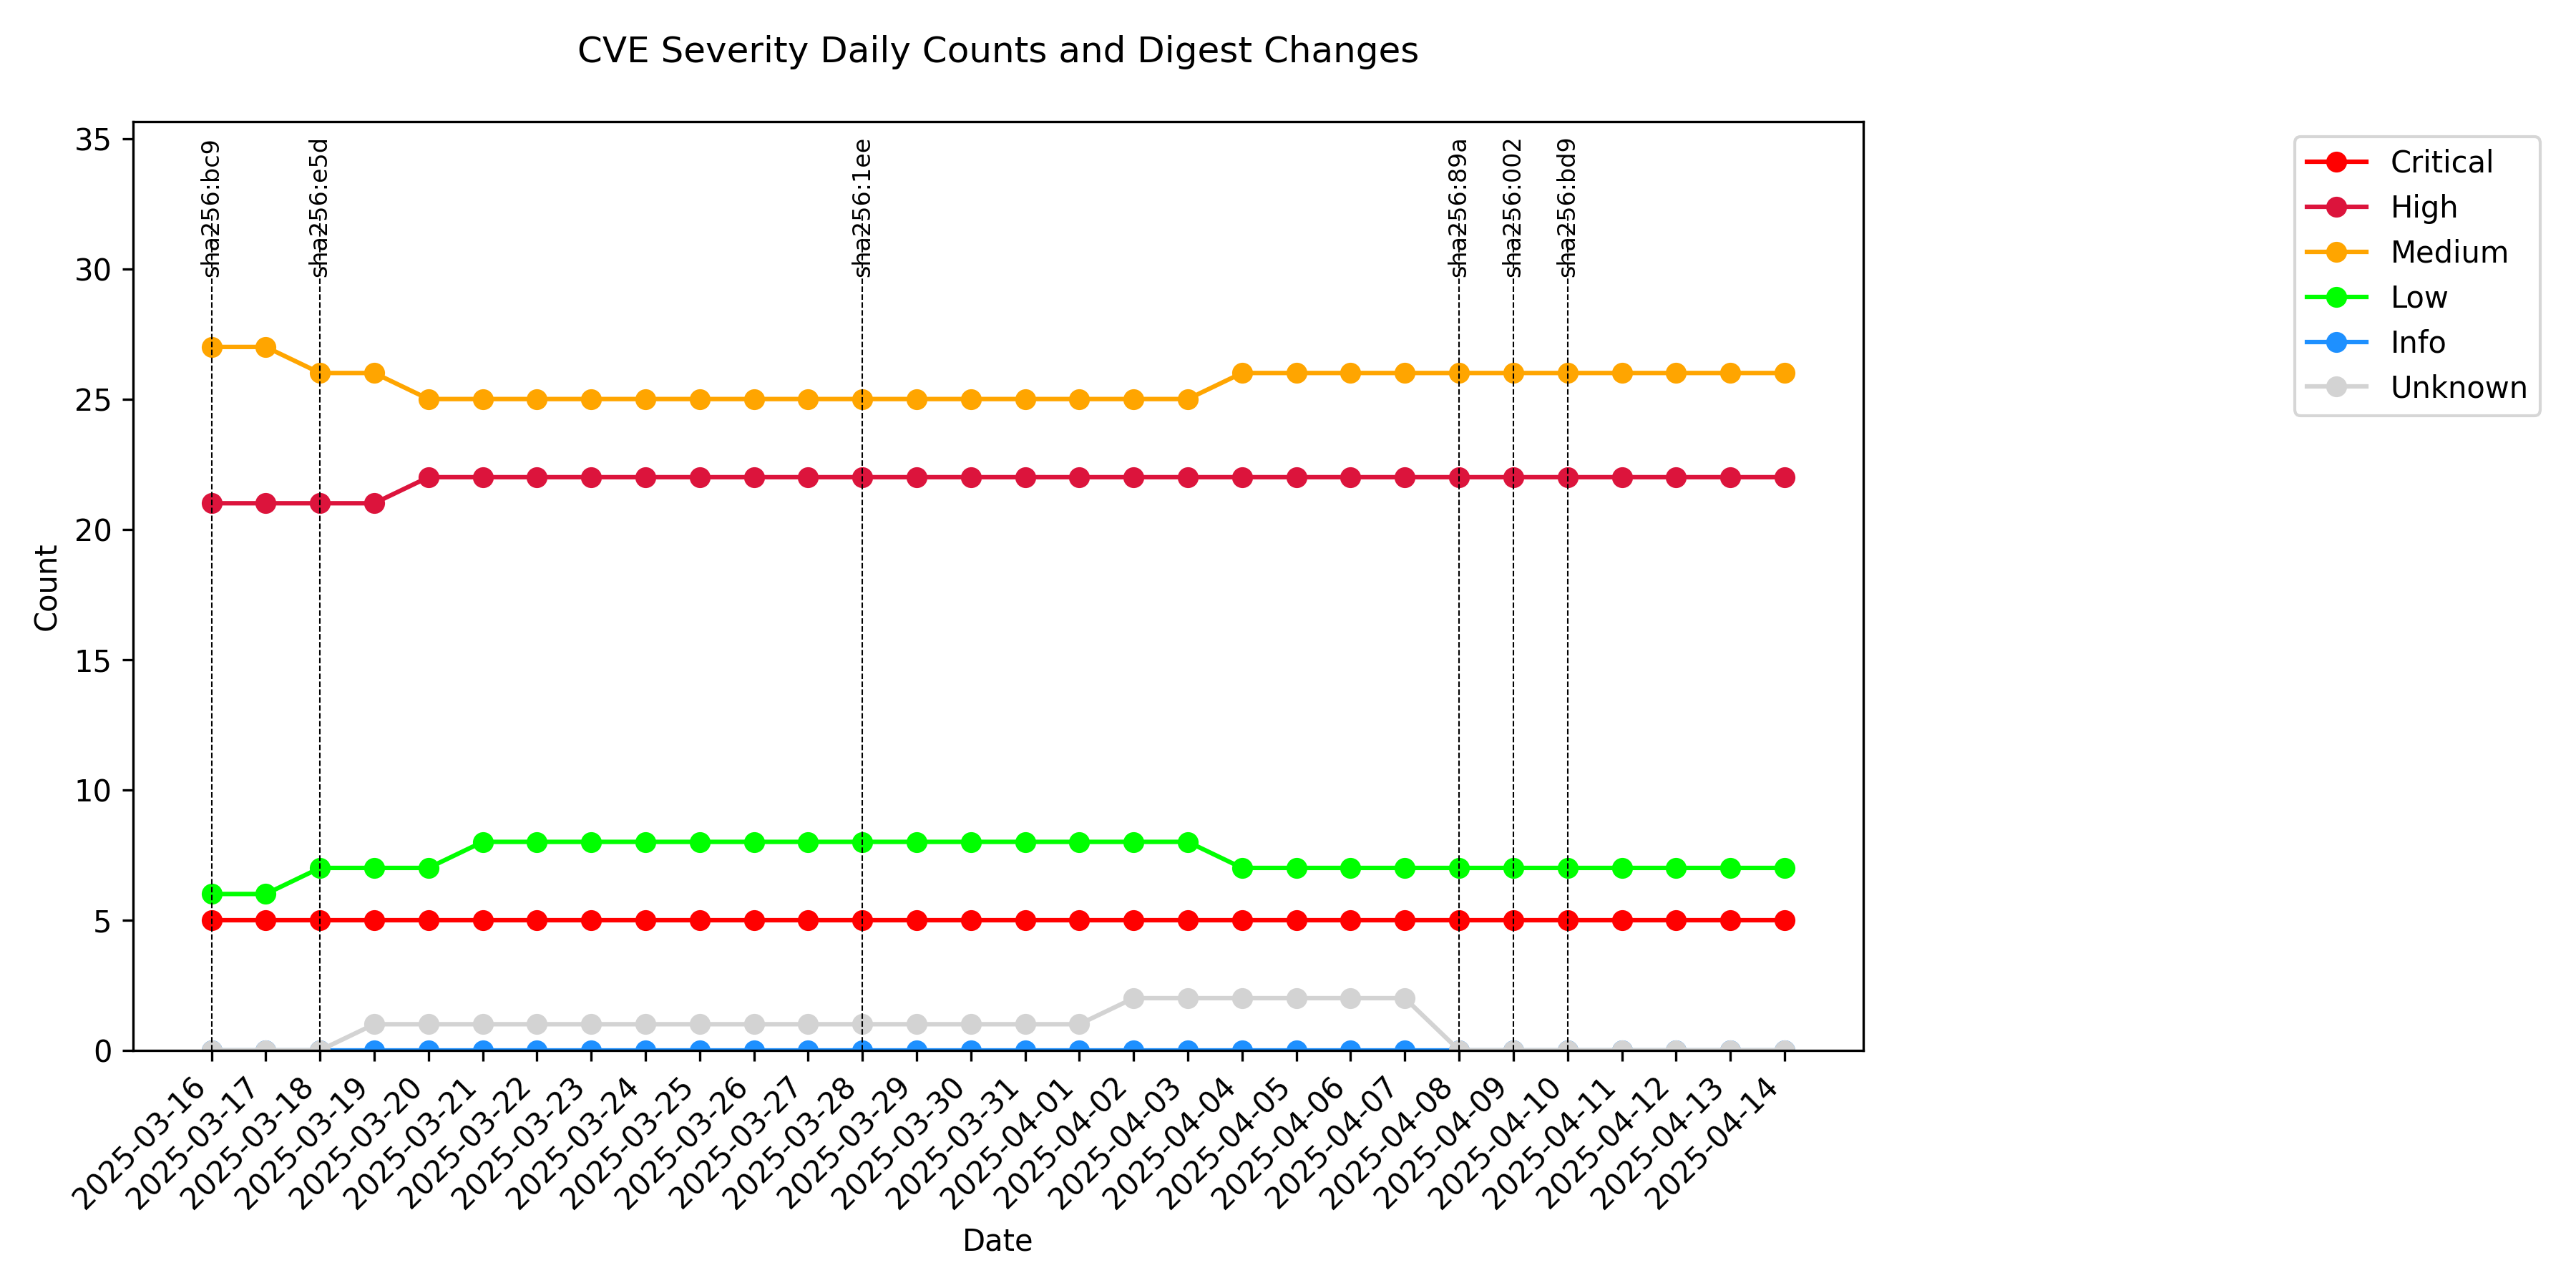 CVE Severity Daily Counts and Digest Changes
35
30
25
20
15
10
5
0
Count
sha256:bc9
sha256:e5d
sha256:1ee
sha256:89a
sha256:002
sha256:bd9
Critical
High
Medium
Low
Info
Unknown
2025-03-16
2025-03-17
2025-03-18
2025-03-19
2025-03-20
2025-03-21
2025-03-22
2025-03-23
2025-03-24
2025-03-25
2025-03-26
2025-03-27
2025-03-28
2025-03-29
2025-03-30
2025-03-31
2025-04-01
2025-04-02
2025-04-03
2025-04-04
2025-04-05
2025-04-06
2025-04-07
2025-04-08
2025-04-09
2025-04-10
2025-04-11
2025-04-12
2025-04-13
2025-04-14
Date